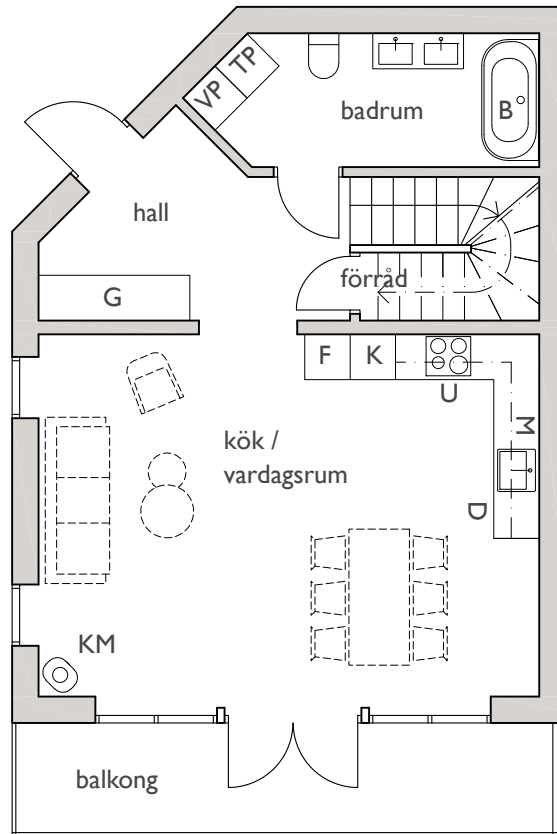 TP
VP
B
badrum
hall
förråd
G
F
K
U
kök /
vardagsrum
M
D
KM
balkong